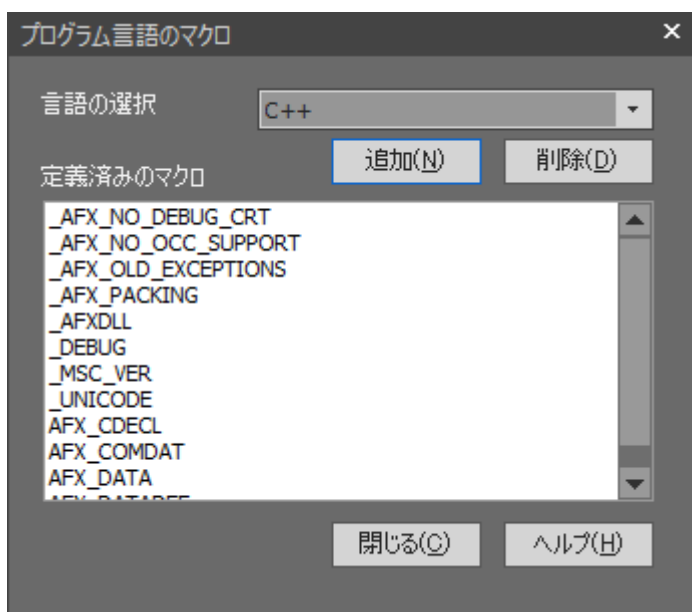 プログラム言語のマクロ
言語の選択
C++
追加(N)
削除(D)
定義済みのマクロ
_AFX_NO_DEBUG_CRT
_AFX_NO_OCC_SUPPORT
_AFX_OLD_EXCEPTIONS
_AFX_PACKING
_AFXDLL
_DEBUG
_MSC_VER
_UNICODE
AFX_CDECL
AFX_COMDAT
AFX_DATA
閉じる(C)
ヘルプ(H)